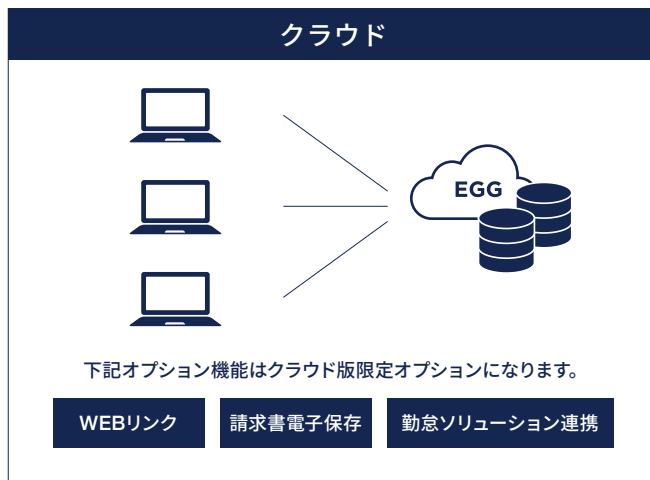 クラウド
EGG
下記オプション機能はクラウド版限定オプションになります。
WEBリンク
請求書電子保存
勤怠ソリューション連携